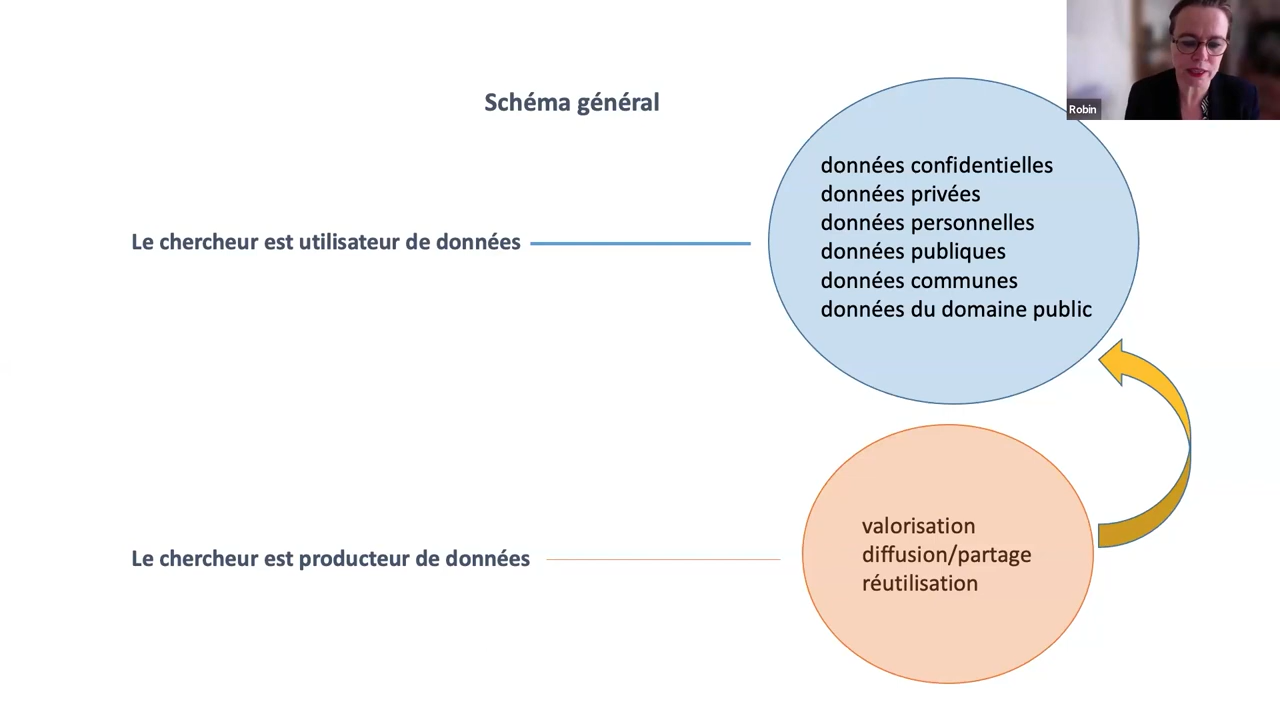 Schéma général
Robin
données confidentielles
données privées
données personnelles
données publiques
données communes
données du domaine public
Le chercheur est utilisateur de données
valorisation
diffusion/partage
réutilisation
Le chercheur est producteur de données